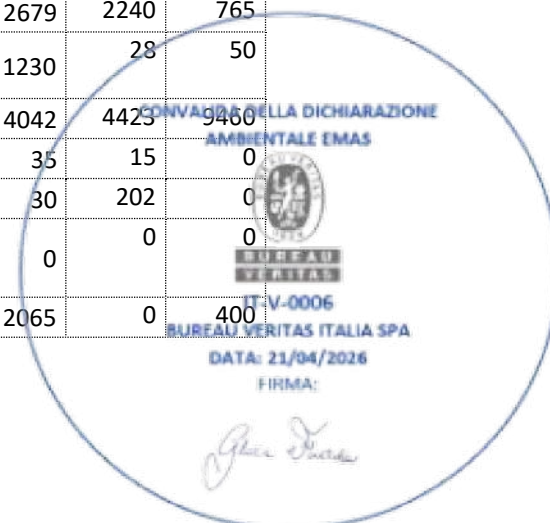 2679 2240 765
1230 28 50
4042 4423 9460
35 15 0
30 202 0
0 0 0
2065 0 400
CONVALIDA DELLA DICHIARAZIONE
AMBIENTALE EMAS
BUREAU
VERITAS
IT-V-0006
BUREAU VERITAS ITALIA SPA
DATA: 21/04/2026
FIRMA: